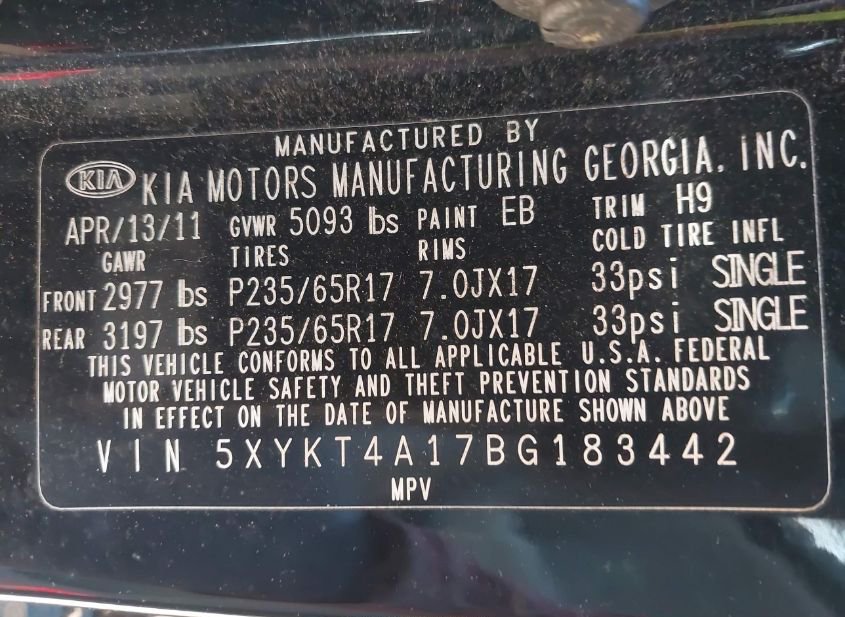 MANUFACTURED BY
KIA KIA MOTORS MANUFACTURING GEORGIA, INC.
APR/13/11 GVWR 5093 lbs PAINT EB TRIM H9
GAWR TIRES RIMS COLD TIRE INFL
FRONT 2977 lbs P235/65R17 7.0JX17 33psi SINGLE
REAR 3197 lbs P235/65R17 7.0JX17 33psi SINGLE
THIS VEHICLE CONFORMS TO ALL APPLICABLE U.S.A. FEDERAL
MOTOR VEHICLE SAFETY AND THEFT PREVENTION STANDARDS
IN EFFECT ON THE DATE OF MANUFACTURE SHOWN ABOVE
VIN 5XYKT4A17BG183442
MPV